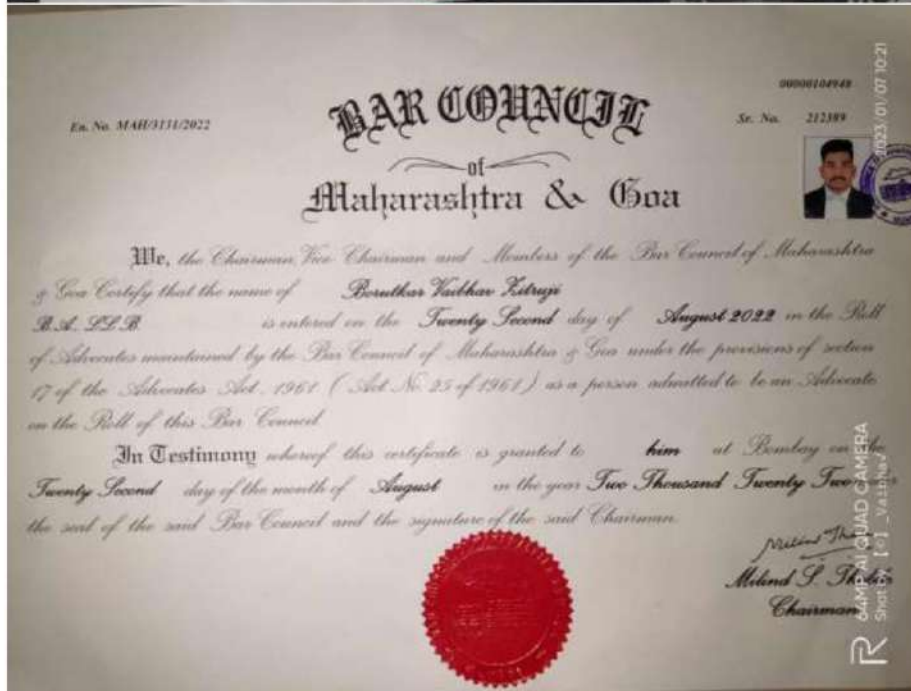 En. No. MAH/3131/2022
00000104948
Sr. No. 212389
BAR COUNCIL
of
Maharashtra & Goa
We, the Chairman, Vice Chairman and Members of the Bar Council of Maharashtra
& Goa Certify that the name of Borutkar Vaibhav Zitruji
B.A. LL.B. is entered on the Twenty Second day of August 2022 in the Roll
of Advocates maintained by the Bar Council of Maharashtra & Goa under the provisions of section
17 of the Advocates Act, 1961 (Act No 25 of 1961) as a person admitted to be an Advocate
on the Roll of this Bar Council
In Testimony whereof this certificate is granted to him at Bombay on the
Twenty Second day of the month of August in the year Two Thousand Twenty Two
the seal of the said Bar Council and the signature of the said Chairman.
Milind S.
Chairman
2023/01/07 10:21
64MP AI QUAD CAMERA
Shot By [©]_Vaibhav